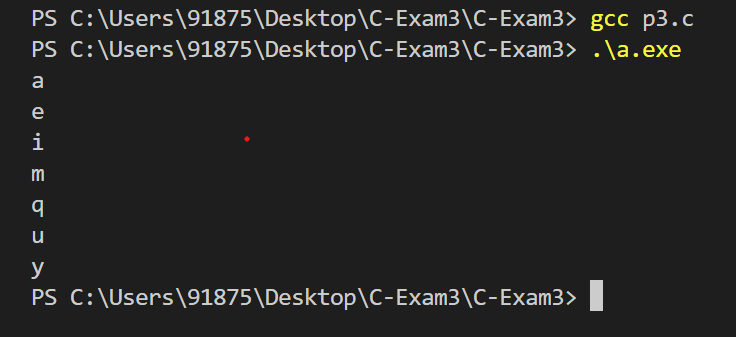 PS C:\Users\91875\Desktop\C-Exam3\C-Exam3> gcc p3.c
PS C:\Users\91875\Desktop\C-Exam3\C-Exam3> .\a.exe
a
e
i
m
q
u
y
PS C:\Users\91875\Desktop\C-Exam3\C-Exam3>